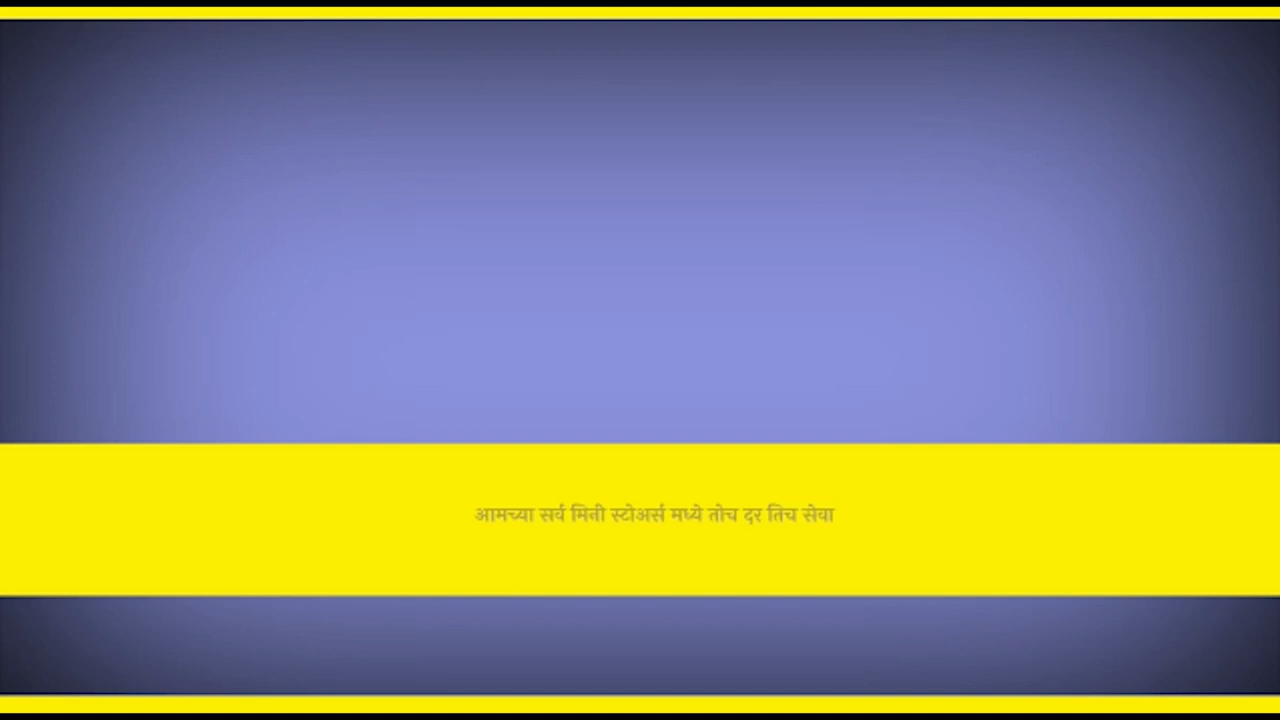 आमच्या सर्व मिनी स्टोअर्स मध्ये तोच दर तिच सेवा